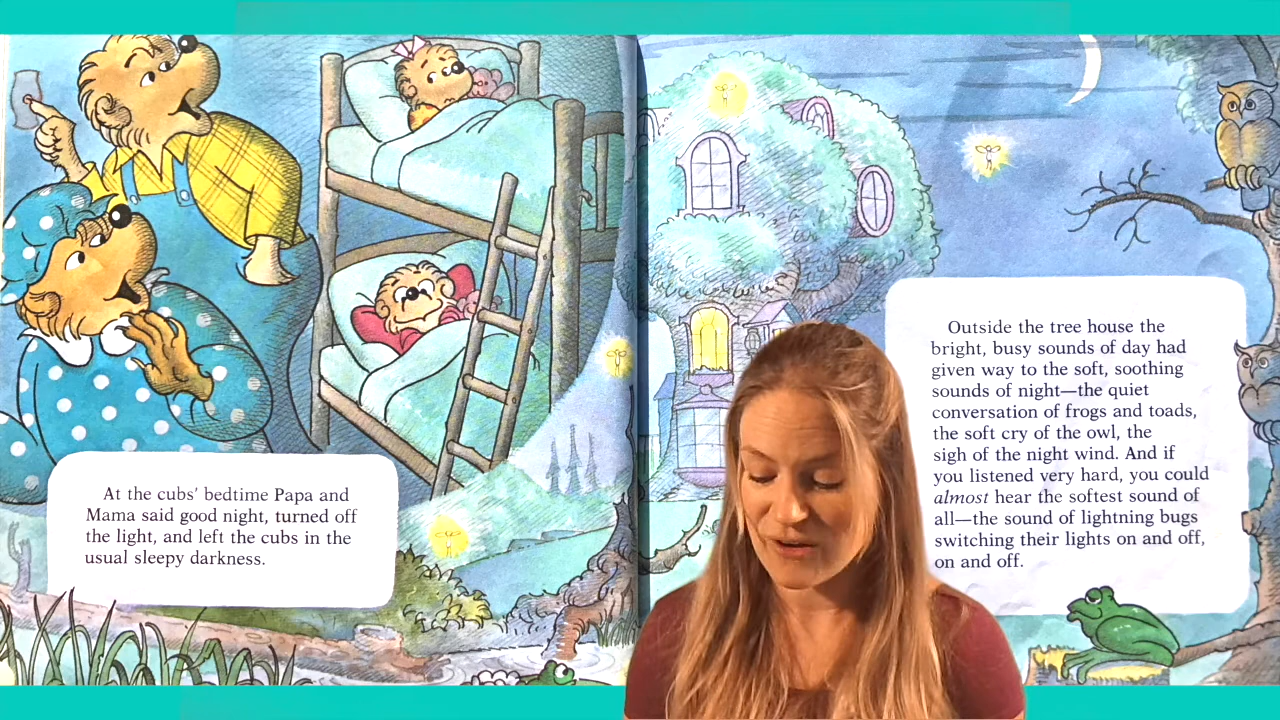 At the cubs' bedtime Papa and
Mama said good night, turned off
the light, and left the cubs in the
usual sleepy darkness.
Outside the tree house the
bright, busy sounds of day had
given way to the soft, soothing
sounds of night—the quiet
conversation of frogs and toads,
the soft cry of the owl, the
sigh of the night wind. And if
you listened very hard, you could
almost hear the softest sound of
all—the sound of lightning bugs
switching their lights on and off,
on and off.